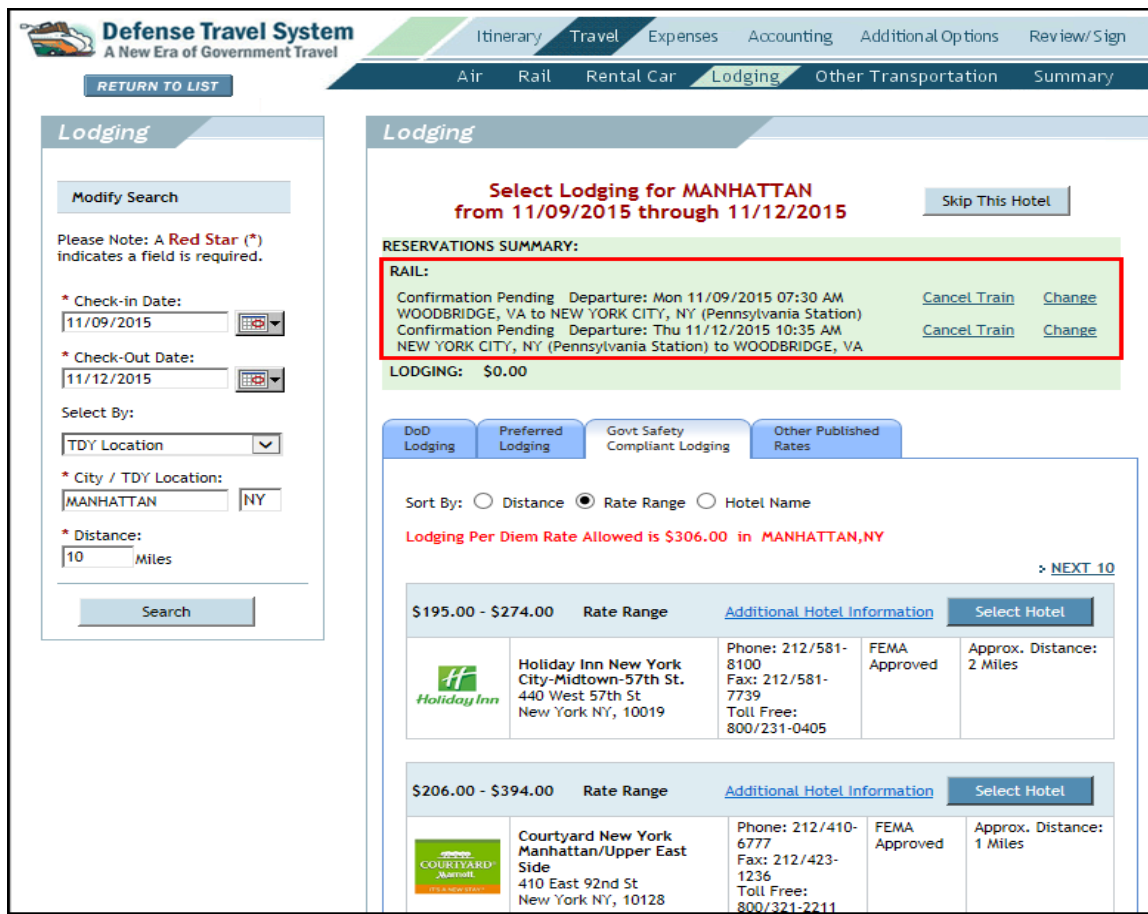 Defense Travel System
A New Era of Government Travel
RETURN TO LIST
Itinerary Travel Expenses Accounting Additional Options Review/Sign
Air Rail Rental Car Lodging Other Transportation Summary
Lodging
Modify Search
Please Note: A Red Star (*)
indicates a field is required.
* Check-in Date:
11/09/2015
* Check-Out Date:
11/12/2015
Select By:
TDY Location
* City / TDY Location:
MANHATTAN NY
* Distance:
10 Miles
Search
Lodging
Select Lodging for MANHATTAN
from 11/09/2015 through 11/12/2015
Skip This Hotel
RESERVATIONS SUMMARY:
RAIL:
Confirmation Pending Departure: Mon 11/09/2015 07:30 AM Cancel Train Change
WOODBRIDGE, VA to NEW YORK CITY, NY (Pennsylvania Station)
Confirmation Pending Departure: Thu 11/12/2015 10:35 AM Cancel Train Change
NEW YORK CITY, NY (Pennsylvania Station) to WOODBRIDGE, VA
LODGING: $0.00
DoD
Lodging
Preferred
Lodging
Govt Safety
Compliant Lodging
Other Published
Rates
Sort By: Distance Rate Range Hotel Name
Lodging Per Diem Rate Allowed is $306.00 in MANHATTAN,NY
> NEXT 10
$195.00 - $274.00 Rate Range Additional Hotel Information Select Hotel
Holiday Inn
Holiday Inn New York
City-Midtown-57th St.
440 West 57th St
New York NY, 10019
Phone: 212/581-
8100
Fax: 212/581-
7739
Toll Free:
800/231-0405
FEMA
Approved
Approx. Distance:
2 Miles
$206.00 - $394.00 Rate Range Additional Hotel Information Select Hotel
COURTYARD
Marriott
IT'S A NEW STAY
Courtyard New York
Manhattan/Upper East
Side
410 East 92nd St
New York NY, 10128
Phone: 212/410-
6777
Fax: 212/423-
1236
Toll Free:
800/321-2211
FEMA
Approved
Approx. Distance:
1 Miles